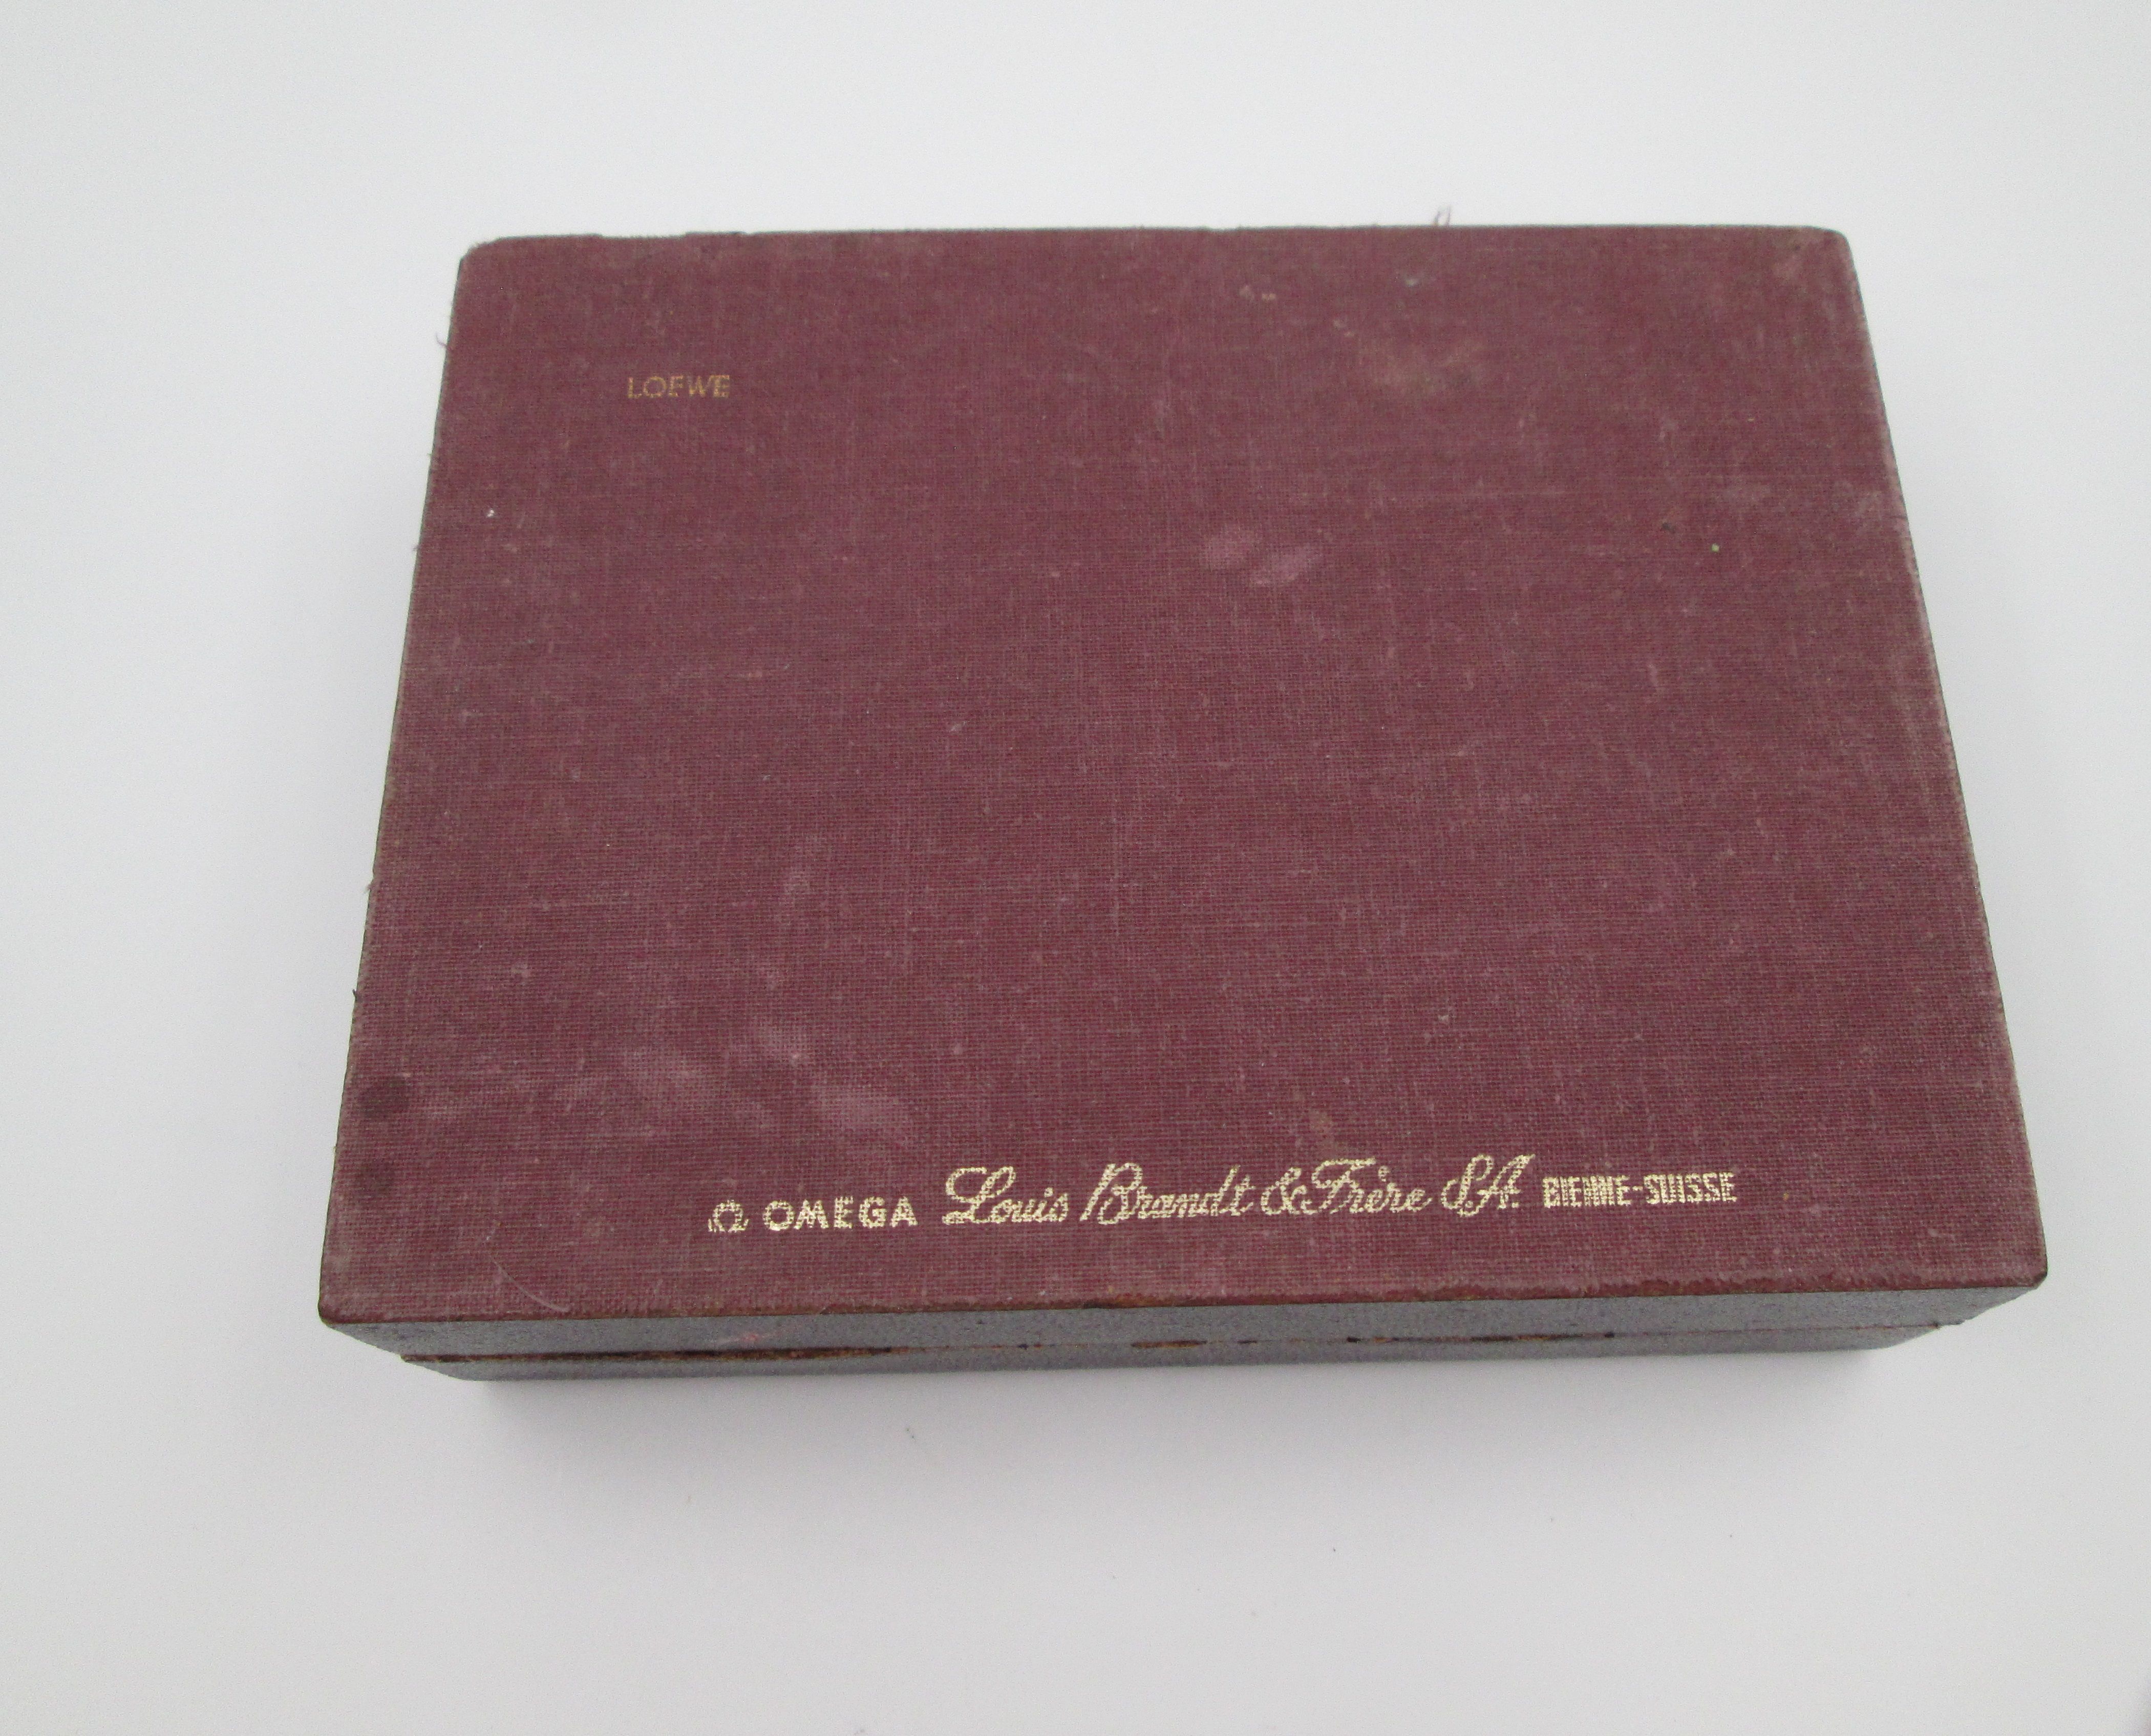 LOEWE
Ω OMEGA Louis Brandt & Frère S.A. BIENNE-SUISSE